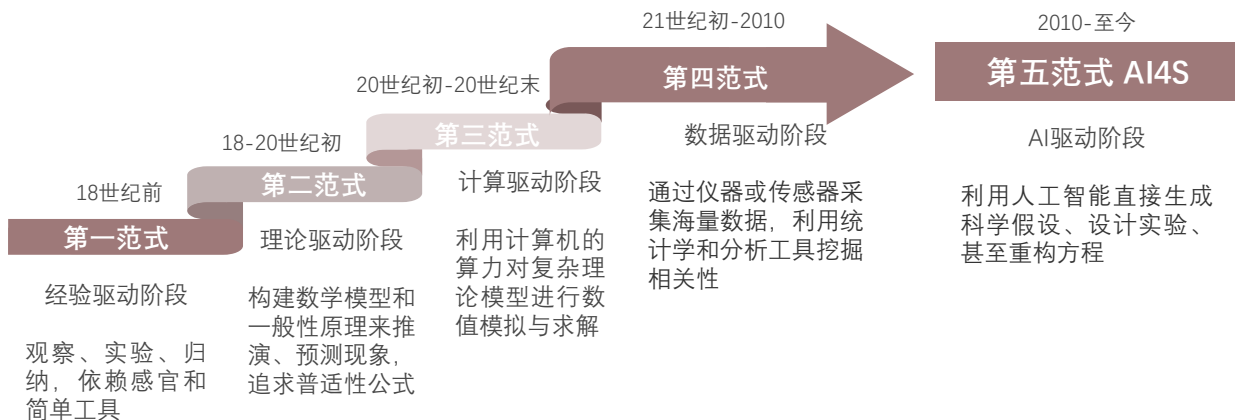 18世纪前
第一范式
经验驱动阶段
观察、实验、归
纳，依赖感官和
简单工具
18-20世纪初
第二范式
理论驱动阶段
构建数学模型和
一般性原理来推
演、预测现象，
追求普适性公式
20世纪初-20世纪末
第三范式
计算驱动阶段
利用计算机的
算力对复杂理
论模型进行数
值模拟与求解
21世纪初-2010
第四范式
数据驱动阶段
通过仪器或传感器采
集海量数据，利用统
计学和分析工具挖掘
相关性
2010-至今
第五范式 AI4S
AI驱动阶段
利用人工智能直接生成
科学假设、设计实验、
甚至重构方程